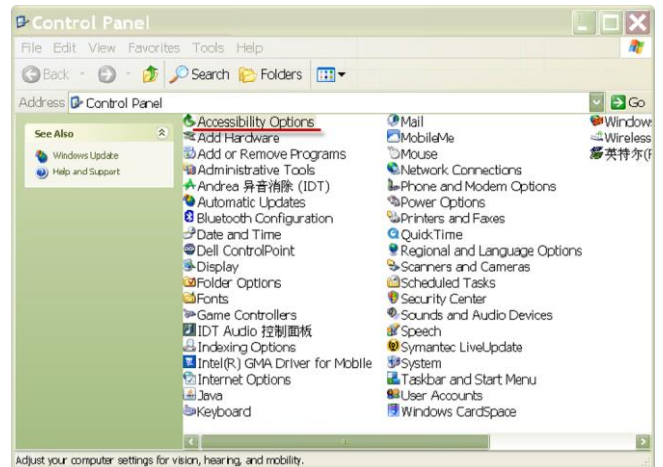 Control Panel
File Edit View Favorites Tools Help
Back Search Folders
Address Control Panel Go
See Also
Windows Update
Help and Support
Accessibility Options
Add Hardware
Add or Remove Programs
Administrative Tools
Andrea 异音消除 (IDT)
Automatic Updates
Bluetooth Configuration
Date and Time
Dell ControlPoint
Display
Folder Options
Fonts
Game Controllers
IDT Audio 控制面板
Indexing Options
Intel(R) GMA Driver for Mobile
Internet Options
Java
Keyboard
Mail
MobileMe
Mouse
Network Connections
Phone and Modem Options
Power Options
Printers and Faxes
QuickTime
Regional and Language Options
Scanners and Cameras
Scheduled Tasks
Security Center
Sounds and Audio Devices
Speech
Symantec LiveUpdate
System
Taskbar and Start Menu
User Accounts
Windows CardSpace
Window
Wireless
英特尔(
Adjust your computer settings for vision, hearing, and mobility.